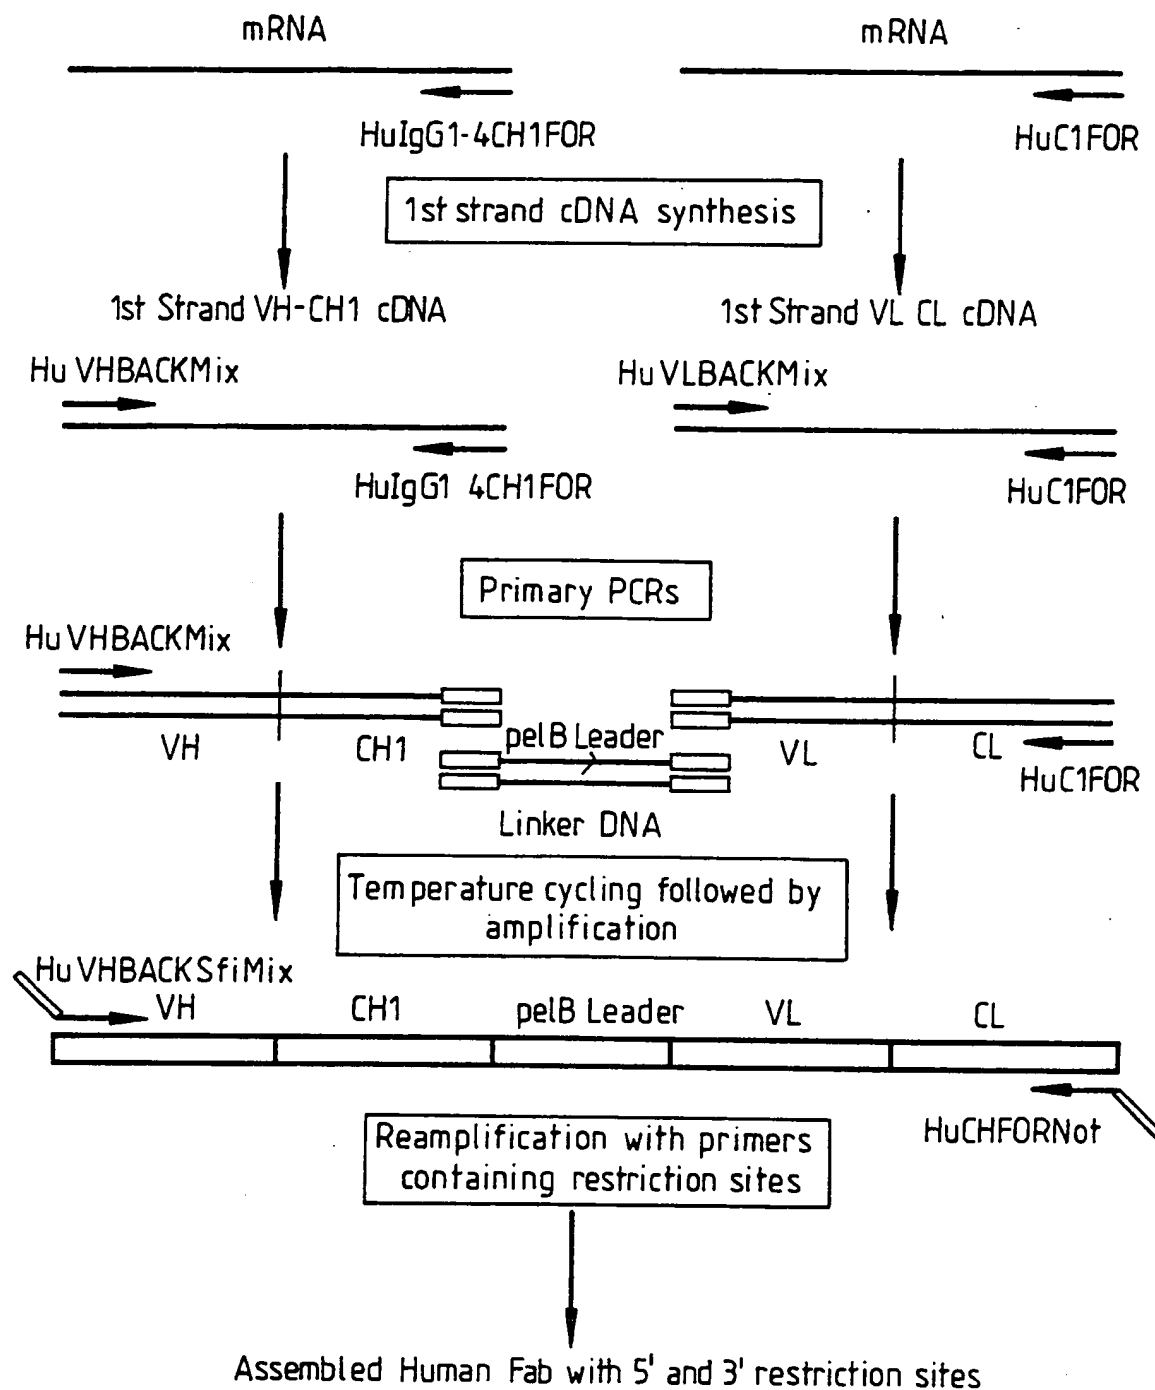 mRNA
mRNA
HuIgG1-4CH1FOR
HuC1FOR
1st strand cDNA synthesis
1st Strand VH-CH1 cDNA
1st Strand VL CL cDNA
Hu VHBACKMix
Hu VLBACKMix
HuIgG1 4CH1FOR
HuC1FOR
Primary PCRs
Hu VHBACKMix
VH
CH1
pelB Leader
VL
CL
HuC1FOR
Linker DNA
Temperature cycling followed by
amplification
Hu VHBACKSfiMix
VH
CH1
pelB Leader
VL
CL
HuCHFORNot
Reamplification with primers
containing restriction sites
Assembled Human Fab with 5' and 3' restriction sites